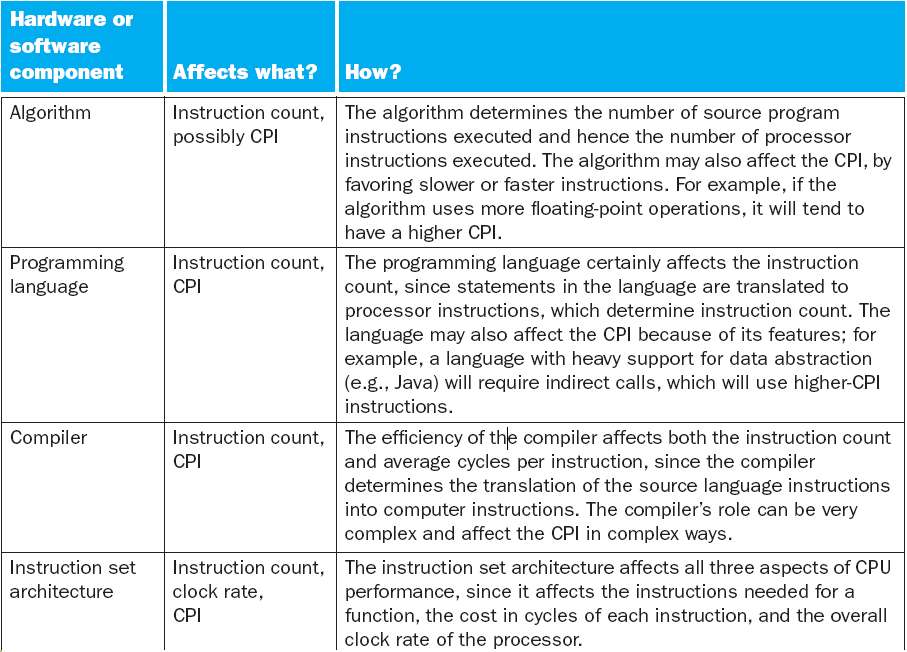 Hardware or
software
component
Affects what?
How?
Algorithm
Instruction count,
possibly CPI
The algorithm determines the number of source program
instructions executed and hence the number of processor
instructions executed. The algorithm may also affect the CPI, by
favoring slower or faster instructions. For example, if the
algorithm uses more floating-point operations, it will tend to
have a higher CPI.
Programming
language
Instruction count,
CPI
The programming language certainly affects the instruction
count, since statements in the language are translated to
processor instructions, which determine instruction count. The
language may also affect the CPI because of its features; for
example, a language with heavy support for data abstraction
(e.g., Java) will require indirect calls, which will use higher-CPI
instructions.
Compiler
Instruction count,
CPI
The efficiency of the compiler affects both the instruction count
and average cycles per instruction, since the compiler
determines the translation of the source language instructions
into computer instructions. The compiler's role can be very
complex and affect the CPI in complex ways.
Instruction set
architecture
Instruction count,
clock rate,
CPI
The instruction set architecture affects all three aspects of CPU
performance, since it affects the instructions needed for a
function, the cost in cycles of each instruction, and the overall
clock rate of the processor.